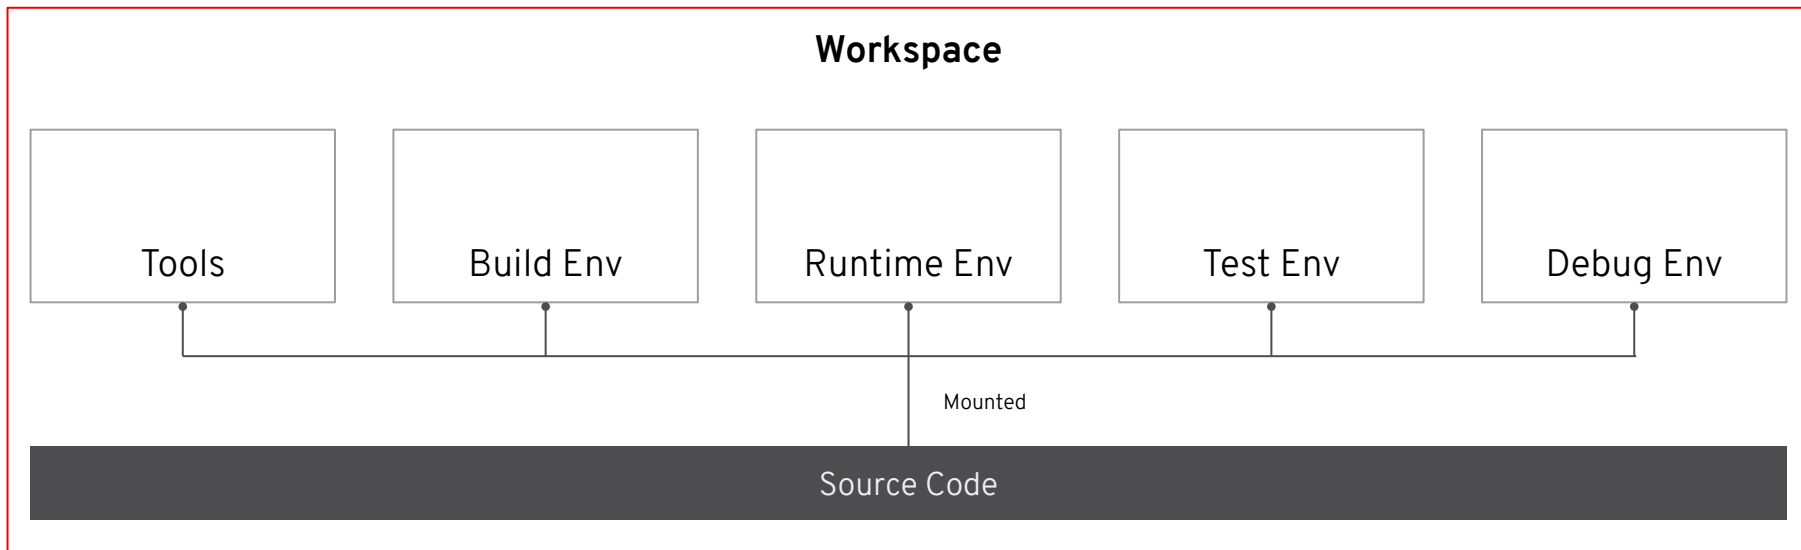 Workspace
Tools
Build Env
Runtime Env
Test Env
Debug Env
Mounted
Source Code